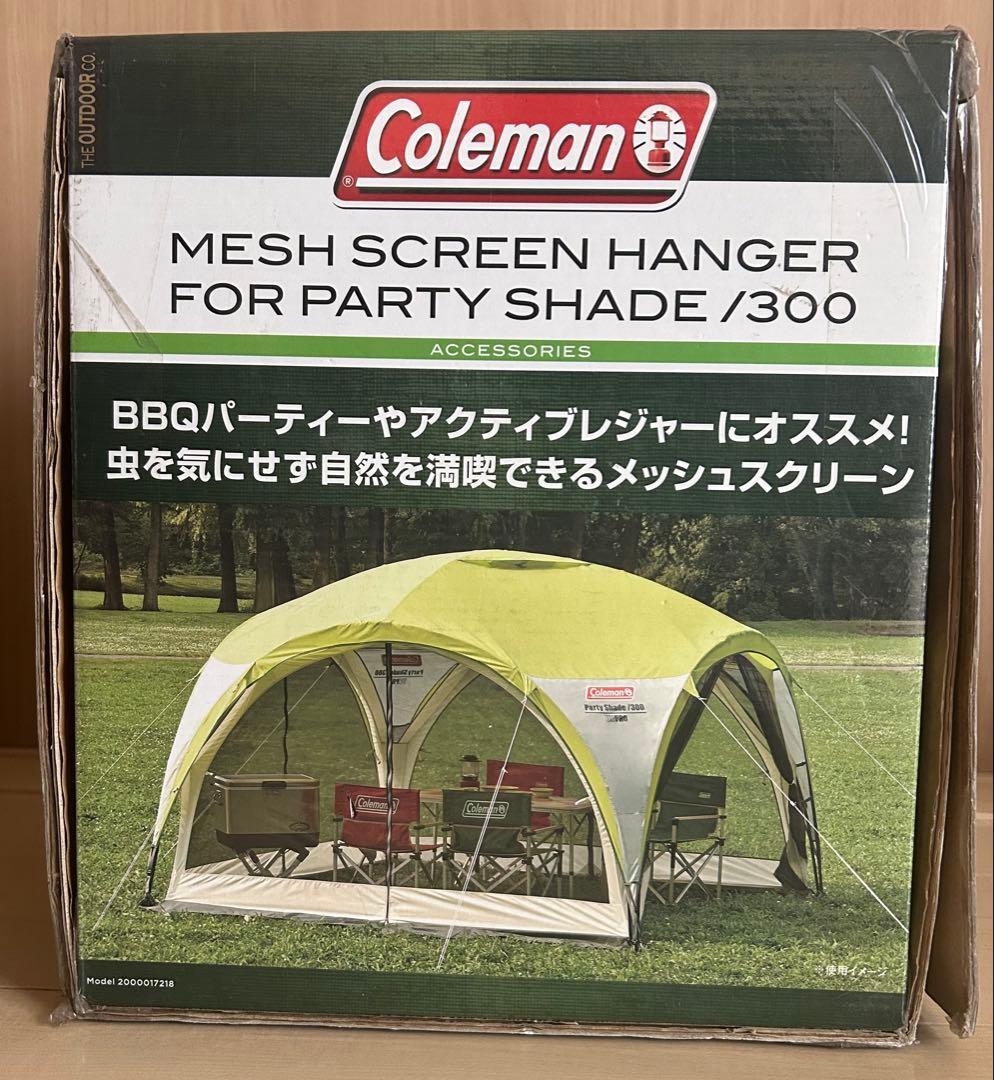 THE OUTDOOR CO.
Coleman
®
MESH SCREEN HANGER
FOR PARTY SHADE /300
ACCESSORIES
BBQパーティーやアクティブレジャーにオススメ!
虫を気にせず自然を満喫できるメッシュスクリーン
Coleman
Party Shade /300
Coleman
Coleman
※使用イメージ
Model 2000017218